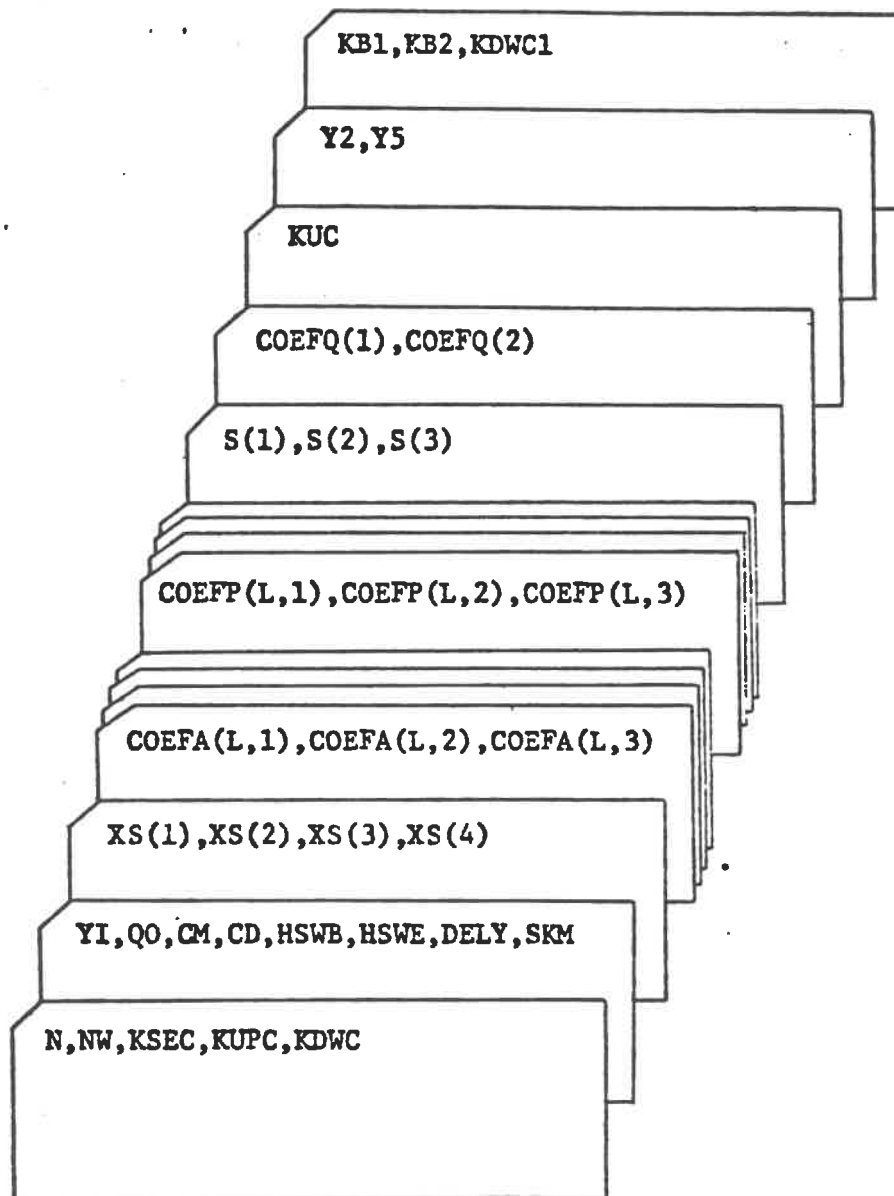 KB1,KB2,KDWC1
Y2,Y5
KUC
COEFQ(1),COEFQ(2)
S(1),S(2),S(3)
COEFP(L,1),COEFP(L,2),COEFP(L,3)
COEFA(L,1),COEFA(L,2),COEFA(L,3)
XS(1),XS(2),XS(3),XS(4)
YI,QO,CM,CD,HSWB,HSWE,DELY,SKM
N,NW,KSEC,KUPC,KDWC